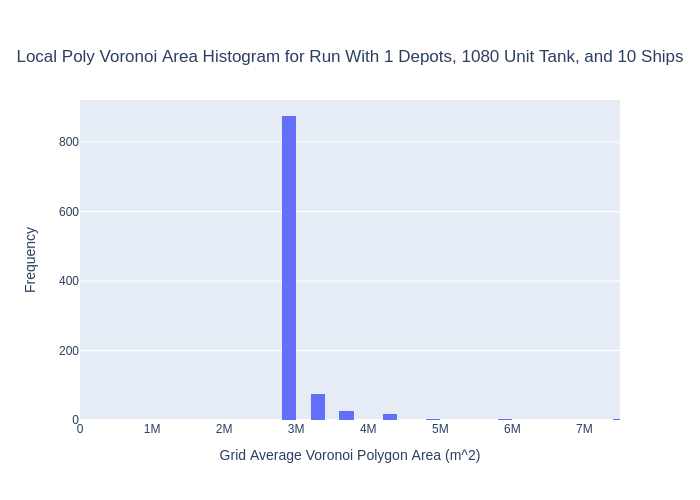 Local Poly Voronoi Area Histogram for Run With 1 Depots, 1080 Unit Tank, and 10 Ships
800
600
400
200
0
Frequency
0 1M 2M 3M 4M 5M 6M 7M
Grid Average Voronoi Polygon Area (m^2)